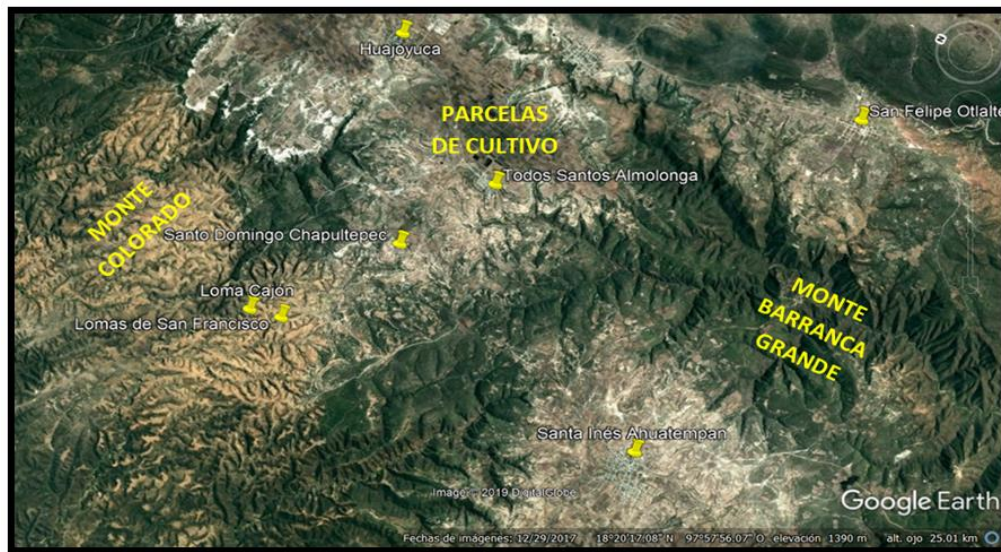 Huajoyuca
PARCELAS
DE CULTIVO
San Felipe Otlalte
Todos Santos Almolonga
MONTE
COLORADO
Santo Domingo Chapultepec
Loma Cajón
Lomas de San Francisco
MONTE
BARRANCA
GRANDE
Santa Inés Ahuatempan
Image © 2019 DigitalGlobe
Google Earth
Fechas de imágenes: 12/29/2017 18°20'17.08" N 97°57'56.07" O elevación 1390 m alt. ojo 25.01 km